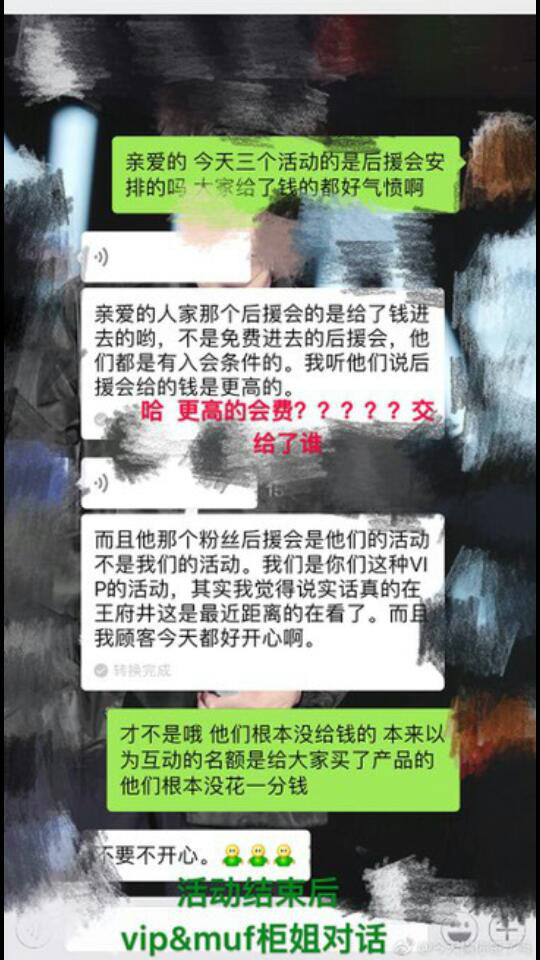 亲爱的 今天三个活动的是后援会安
排的吗 大家给了钱的都好气愤啊
亲爱的人家那个后援会的是给了钱进
去的哟，不是免费进去的后援会，他
们都是有入会条件的。我听他们说后
援会给的钱是更高的。
哈 更高的会费？？？？？交
给了谁
而且他那个粉丝后援会是他们的活动
不是我们的活动。我们是你们这种VI
P的活动，其实我觉得说实话真的在
王府井这是最近距离的在看了。而且
我顾客今天都好开心啊。
转换完成
才不是哦 他们根本没给钱的 本来以
为互动的名额是给大家买了产品的
他们根本没花一分钱
不要不开心。
活动结束后
vip&muf柜姐对话